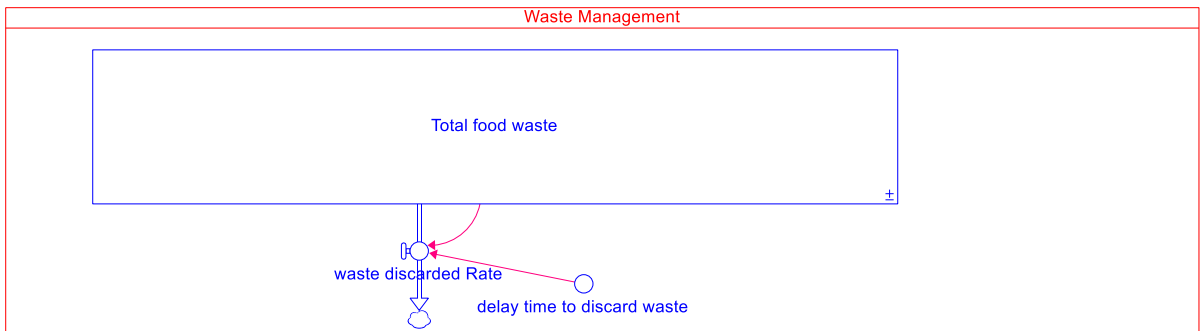 Waste Management
Total food waste
±
waste discarded Rate
delay time to discard waste